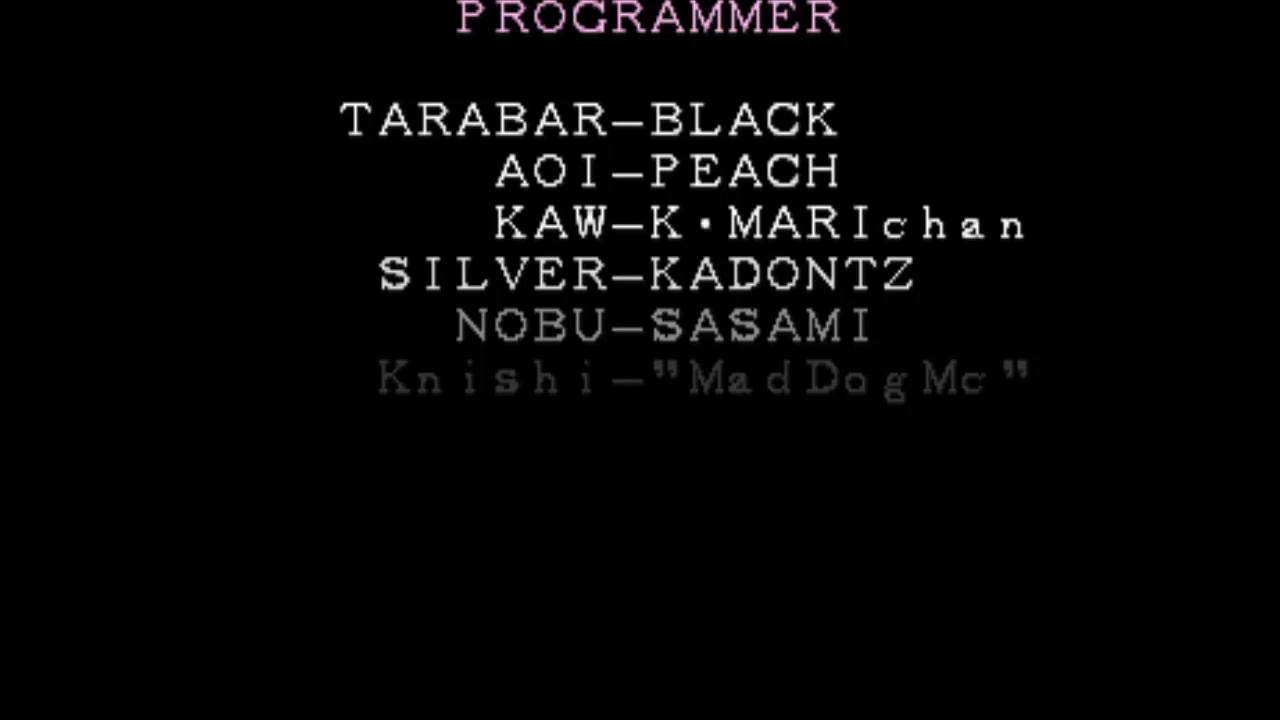 PROGRAMMER
TARABAR—BLACK
AOI—PEACH
KAW—K・MARIchan
SILVER—KADONTZ
NOBU—SASAMI
Knishi—"MadDogMc"